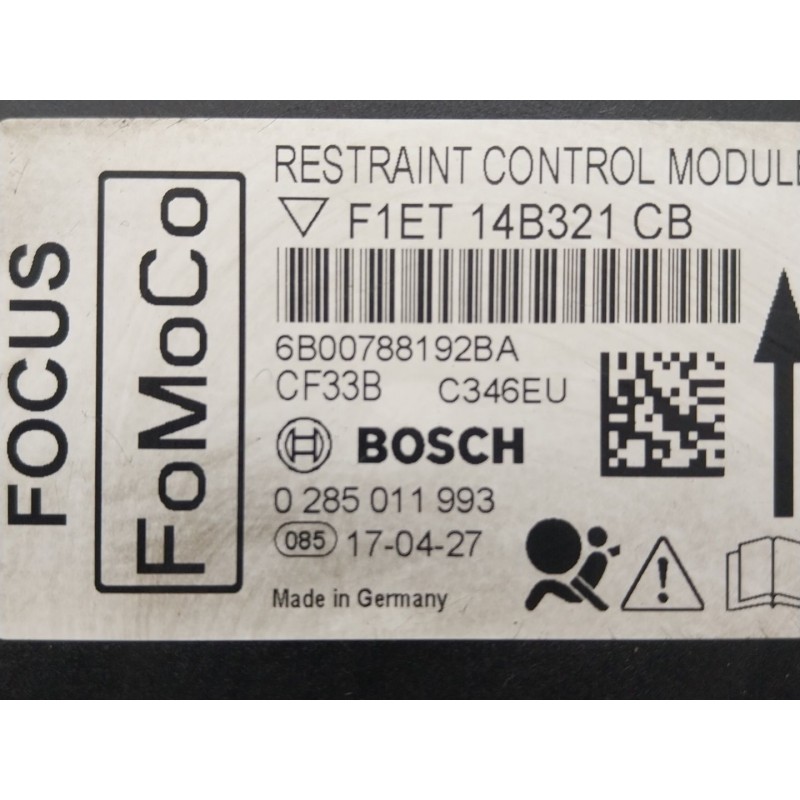 FOCUS
FoMoCo
RESTRAINT CONTROL MODULE
F1ET 14B321 CB
6B00788192BA
CF33B C346EU
BOSCH
0 285 011 993
085 17-04-27
Made in Germany